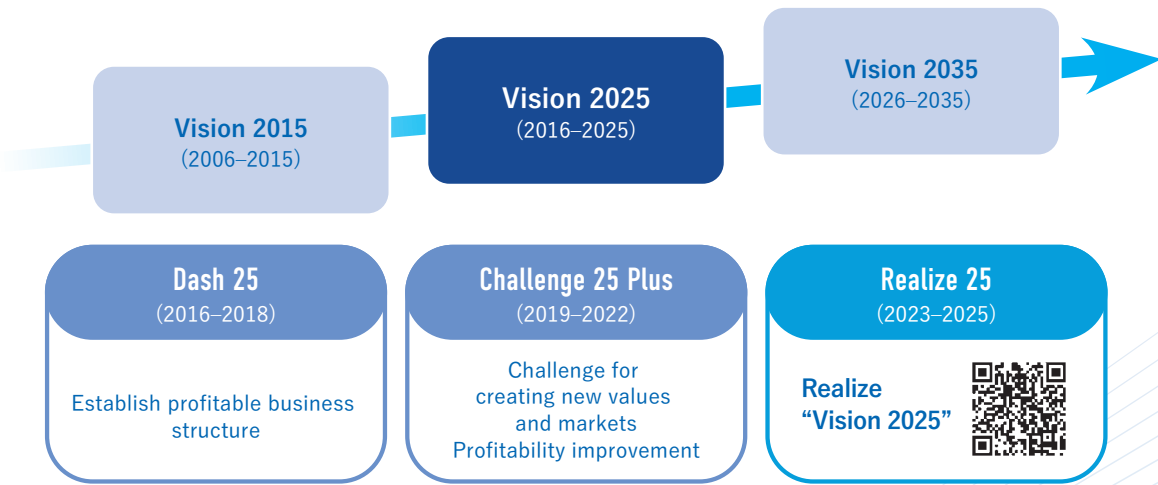 Vision 2015
(2006–2015)
Vision 2025
(2016–2025)
Vision 2035
(2026–2035)
Dash 25
(2016–2018)
Establish profitable business
structure
Challenge 25 Plus
(2019–2022)
Challenge for
creating new values
and markets
Profitability improvement
Realize 25
(2023–2025)
Realize
“Vision 2025”